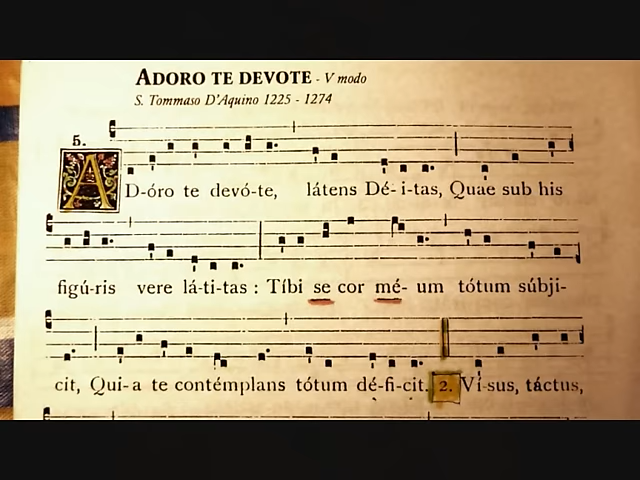 ADORO TE DEVOTE - V modo
S. Tommaso D'Aquino 1225 - 1274
5.
AD-óro te devó-te, látens Dé-i-tas, Quae sub his
figú-ris vere lá-ti-tas : Tíbi se cor mé-um tótum súbji-
cit, Qui-a te contémplans tótum dé-fi-cit. 2. Ví-sus, táctus,